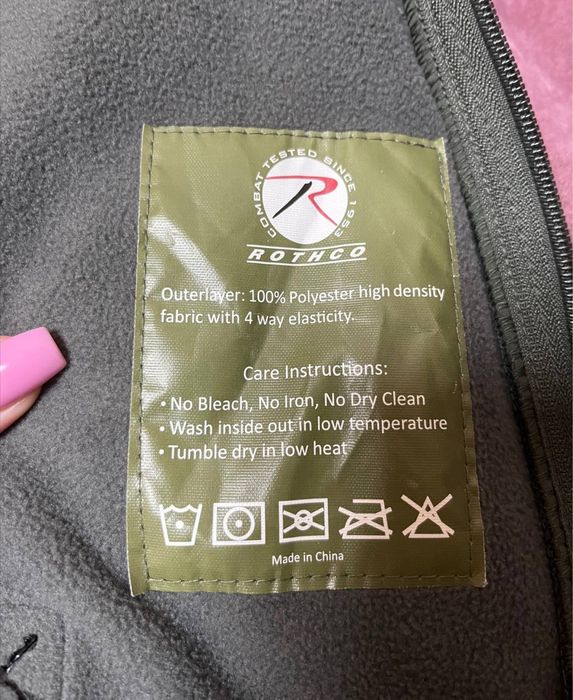 COMBAT TESTED SINCE 1953
R
ROTHCO
Outerlayer: 100% Polyester high density
fabric with 4 way elasticity.
Care Instructions:
• No Bleach, No Iron, No Dry Clean
• Wash inside out in low temperature
• Tumble dry in low heat
Made in China